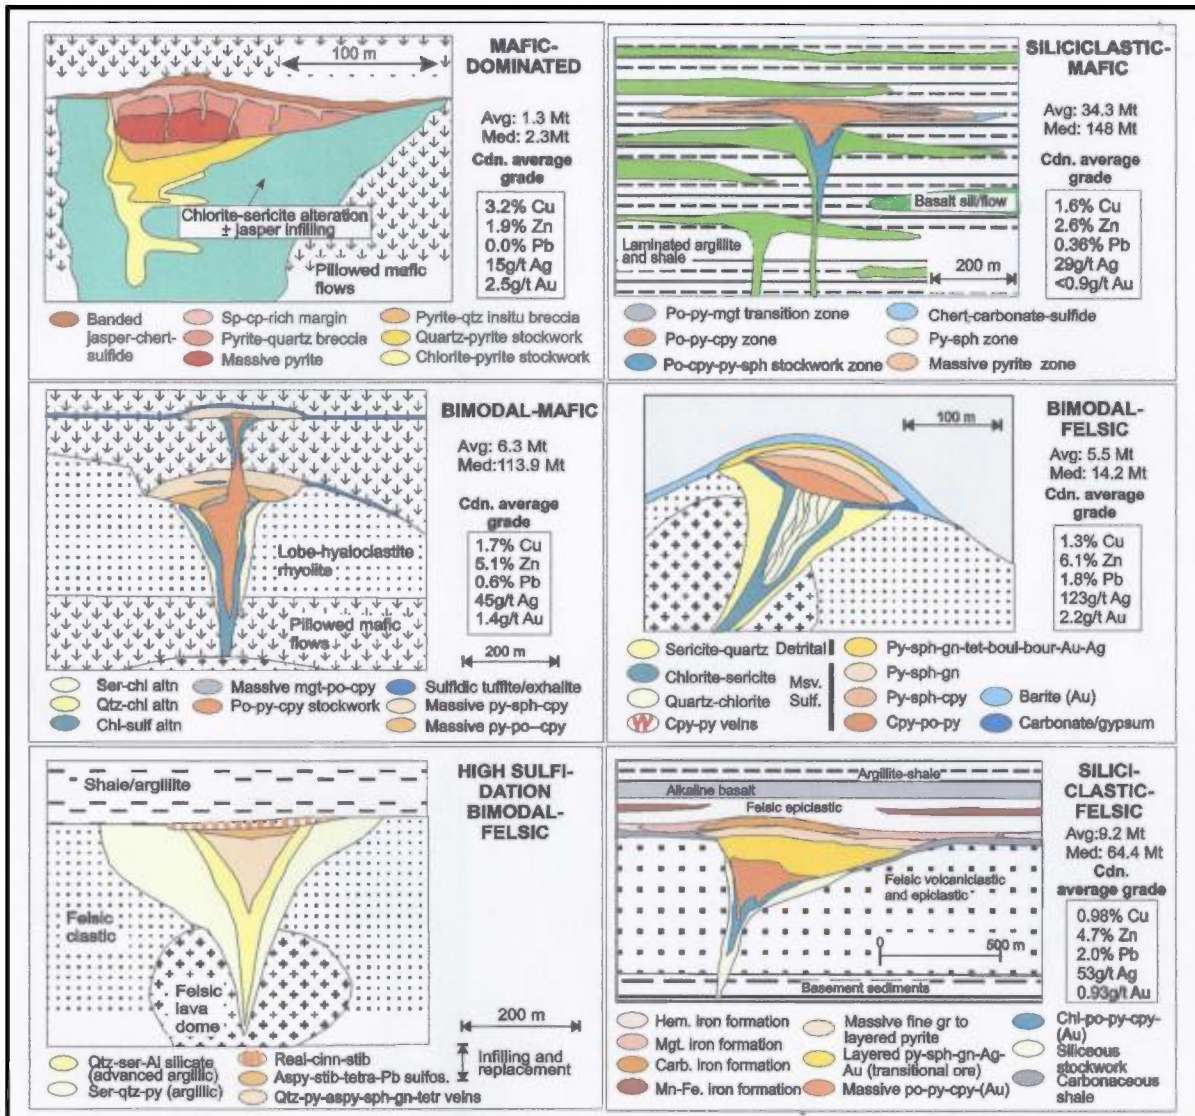 100 m
MAFIC-
DOMINATED
Avg: 1.3 Mt
Med: 2.3Mt
Cdn. average
grade
3.2% Cu
1.9% Zn
0.0% Pb
15g/t Ag
2.5g/t Au
Chlorite-sericite alteration
± jasper infilling
Pillowed mafic
flows
Banded
jasper-chert-
sulfide
Sp-cp-rich margin
Pyrite-quartz breccia
Massive pyrite
Pyrite-qtz insitu breccia
Quartz-pyrite stockwork
Chlorite-pyrite stockwork
SILICICLASTIC-
MAFIC
Avg: 34.3 Mt
Med: 148 Mt
Cdn. average
grade
1.6% Cu
2.6% Zn
0.36% Pb
29g/t Ag
<0.9g/t Au
Basalt sill/flow
Laminated argillite
and shale
200 m
Po-py-mgt transition zone
Po-py-cpy zone
Po-cpy-py-sph stockwork zone
Chert-carbonate-sulfide
Py-sph zone
Massive pyrite zone
BIMODAL-MAFIC
Avg: 6.3 Mt
Med:113.9 Mt
Cdn. average
grade
1.7% Cu
5.1% Zn
0.6% Pb
45g/t Ag
1.4g/t Au
Lobe-hyaloclastite
rhyolite
Pillowed mafic
flows
200 m
Ser-chl altn
Qtz-chl altn
Chl-sulf altn
Massive mgt-po-cpy
Po-py-cpy stockwork
Sulfidic tuffite/exhalite
Massive py-sph-cpy
Massive py-po--cpy
100 m
BIMODAL-
FELSIC
Avg: 5.5 Mt
Med: 14.2 Mt
Cdn. average
grade
1.3% Cu
6.1% Zn
1.8% Pb
123g/t Ag
2.2g/t Au
Sericite-quartz
Chlorite-sericite
Quartz-chlorite
Cpy-py veins
Detrital
Msv.
Sulf.
Py-sph-gn-tet-boul-bour-Au-Ag
Py-sph-gn
Py-sph-cpy
Cpy-po-py
Barite (Au)
Carbonate/gypsum
Shale/argillite
HIGH SULFI-
DATION
BIMODAL-
FELSIC
Felsic
clastic
Felsic
lava
dome
200 m
Infilling and
replacement
Qtz-ser-Al silicate
(advanced argillic)
Ser-qtz-py (argillic)
Real-cinn-stib
Aspy-stib-tetra-Pb sulfos.
Qtz-py-aspy-sph-gn-tetr veins
Argillite-shale
Alkaline basalt
Felsic epiclastic
SILICI-
CLASTIC-
FELSIC
Avg:9.2 Mt
Med: 64.4 Mt
Cdn.
average grade
0.98% Cu
4.7% Zn
2.0% Pb
53g/t Ag
0.93g/t Au
Felsic volcaniclastic
and epiclastic
0
500 m
Basement sediments
Hem. iron formation
Mgt. iron formation
Carb. iron formation
Mn-Fe. iron formation
Massive fine gr to
layered pyrite
Layered py-sph-gn-Ag-
Au (transitional ore)
Massive po-py-cpy-(Au)
Chl-po-py-cpy-
(Au)
Siliceous
stockwork
Carbonaceous
shale